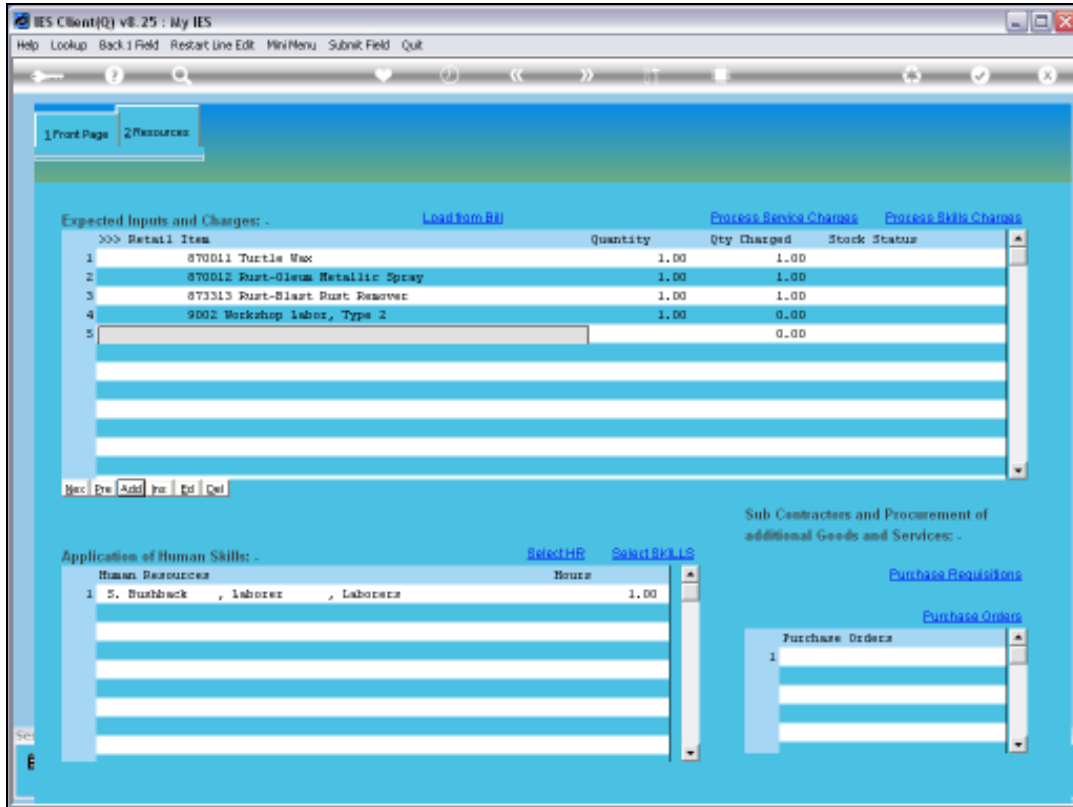 IES Client(Q) v8.25 : My IES
Help Lookup Back 1 Field Restart Line Edit MiniMenu Submit Field Quit
1 Front Page 2 Resources
Expected Inputs and Charges: - Load from Bill Process Service Charges Process Skills Charges
>>> Retail Item Quantity Qty Charged Stock Status
1 870011 Turtle Wax 1.00 1.00
2 870012 Rust-Oleum Metallic Spray 1.00 1.00
3 873313 Rust-Blast Rust Remover 1.00 1.00
4 9002 Workshop labor, Type 2 1.00 0.00
5 0.00
Nex Pre Add Ins Ed Del
Sub Contractors and Procurement of
additional Goods and Services: -
Application of Human Skills: - Select HR Select SKILLS
Human Resources Hours
Purchase Requisitions
1 S. Bushback , laborer , Laborers 1.00
Purchase Orders
Purchase Orders
1